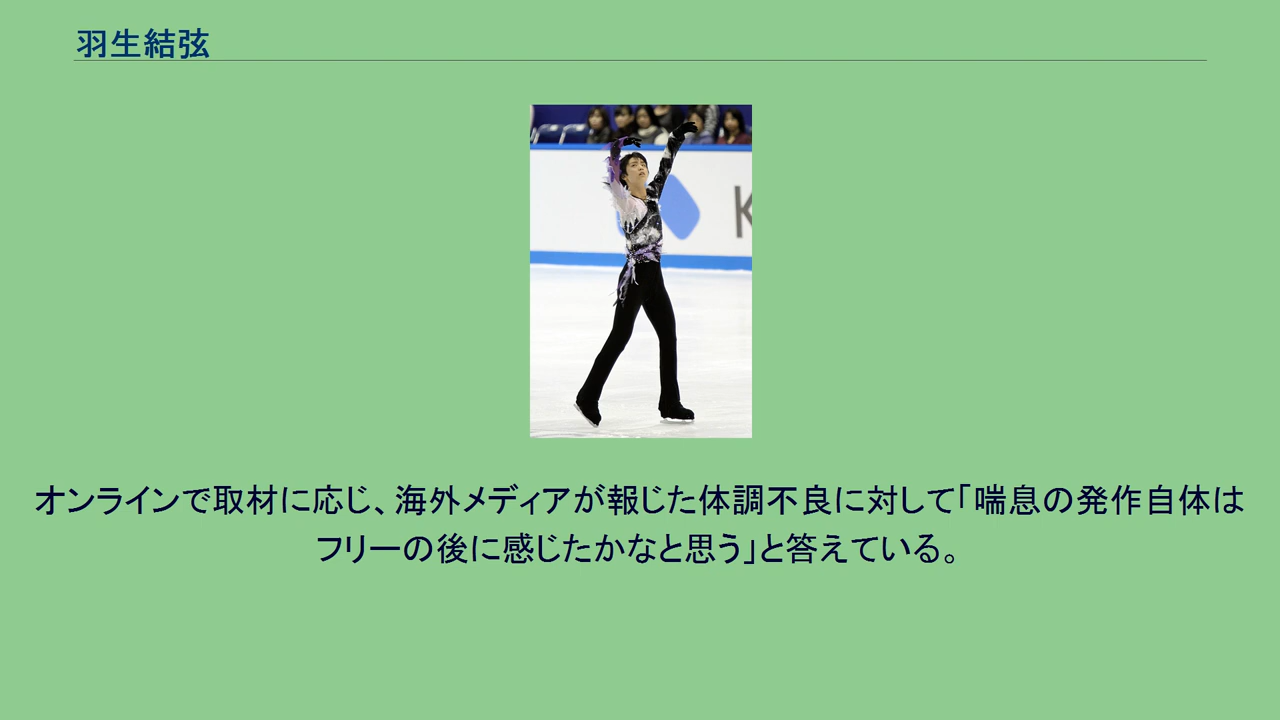 羽生結弦
K
オンラインで取材に応じ、海外メディアが報じた体調不良に対して「喘息の発作自体は
フリーの後に感じたかなと思う」と答えている。